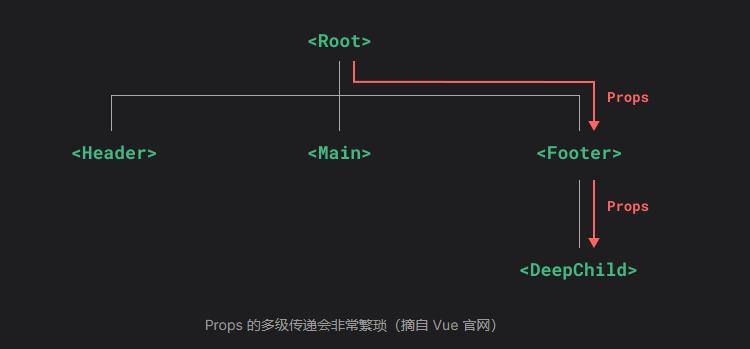 <Root>
Props
<Header>
<Main>
<Footer>
Props
<DeepChild>
Props 的多级传递会非常繁琐（摘自 Vue 官网）